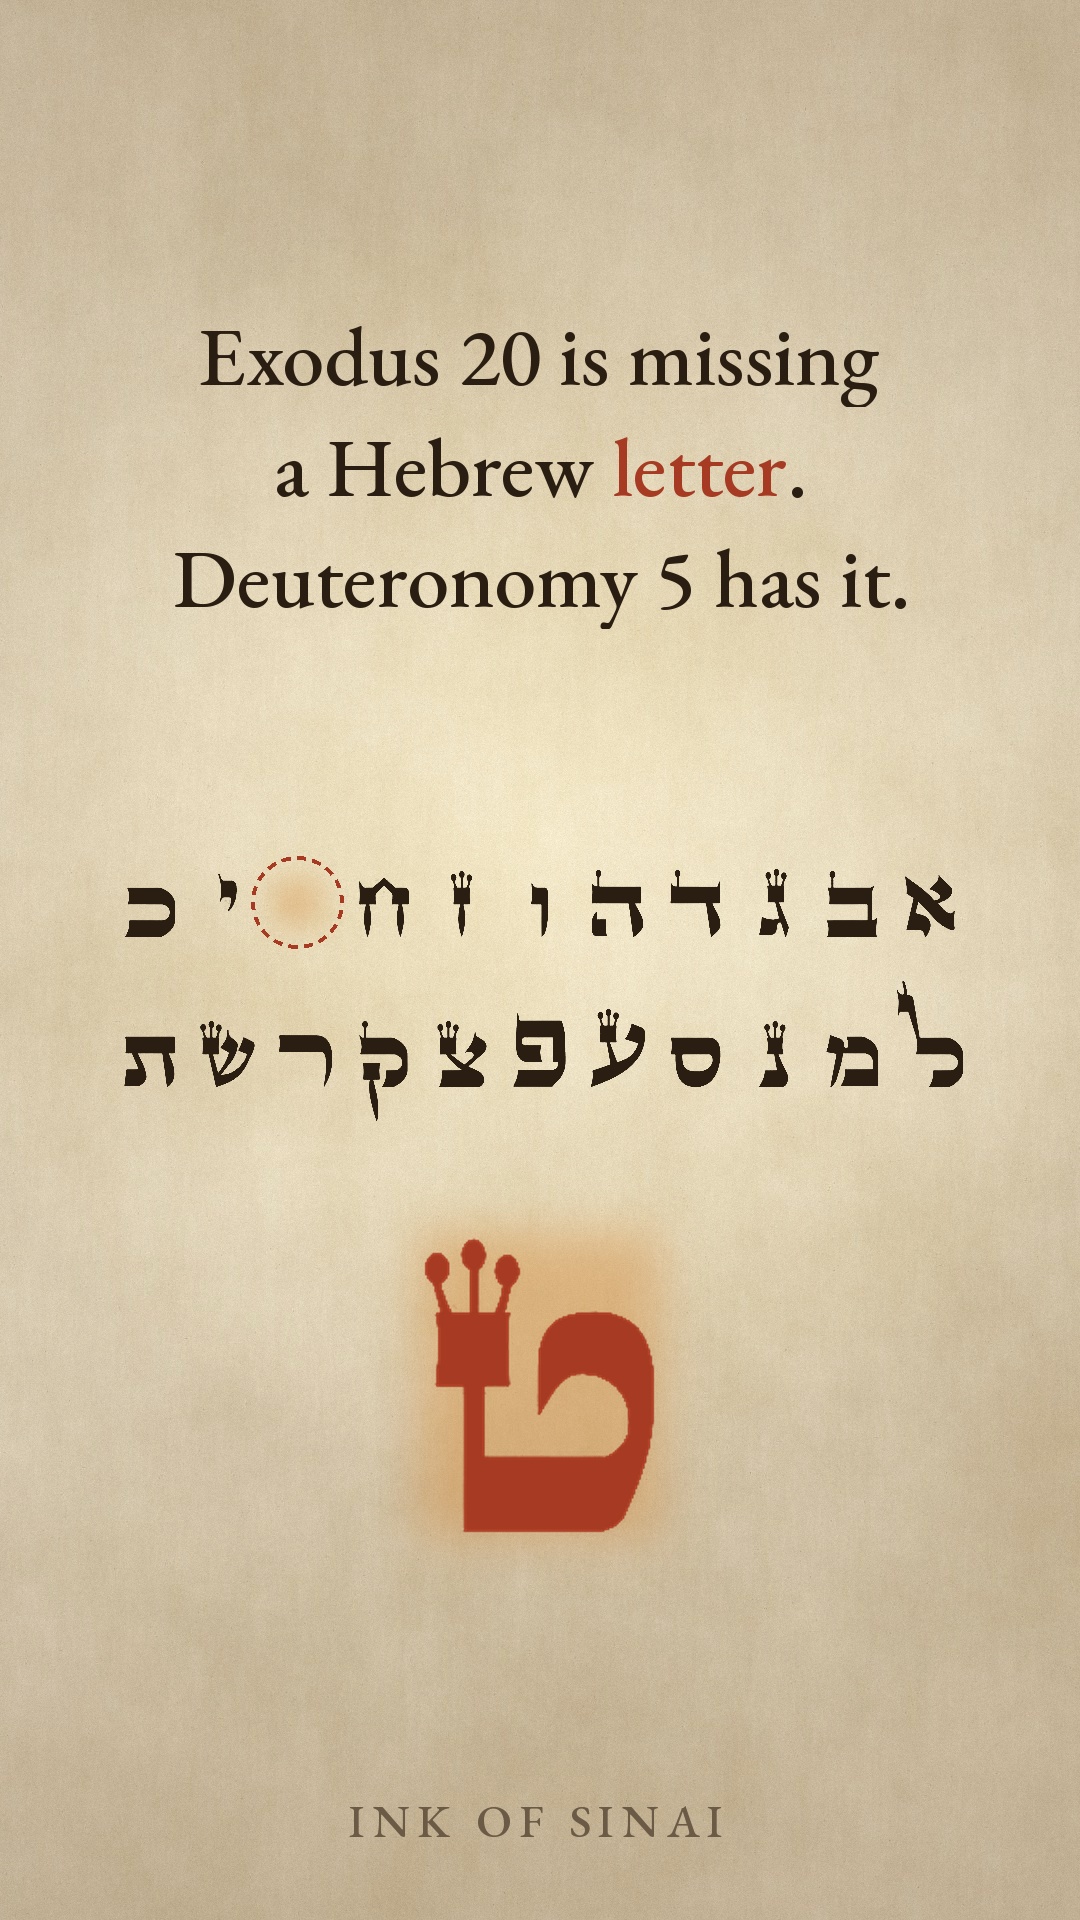 Exodus 20 is missing
a Hebrew letter.
Deuteronomy 5 has it.
א ב ג ד ה ו ז ח י כ
ל מ נ ס ע פ צ ק ר ש ת
ט
INK OF SINAI